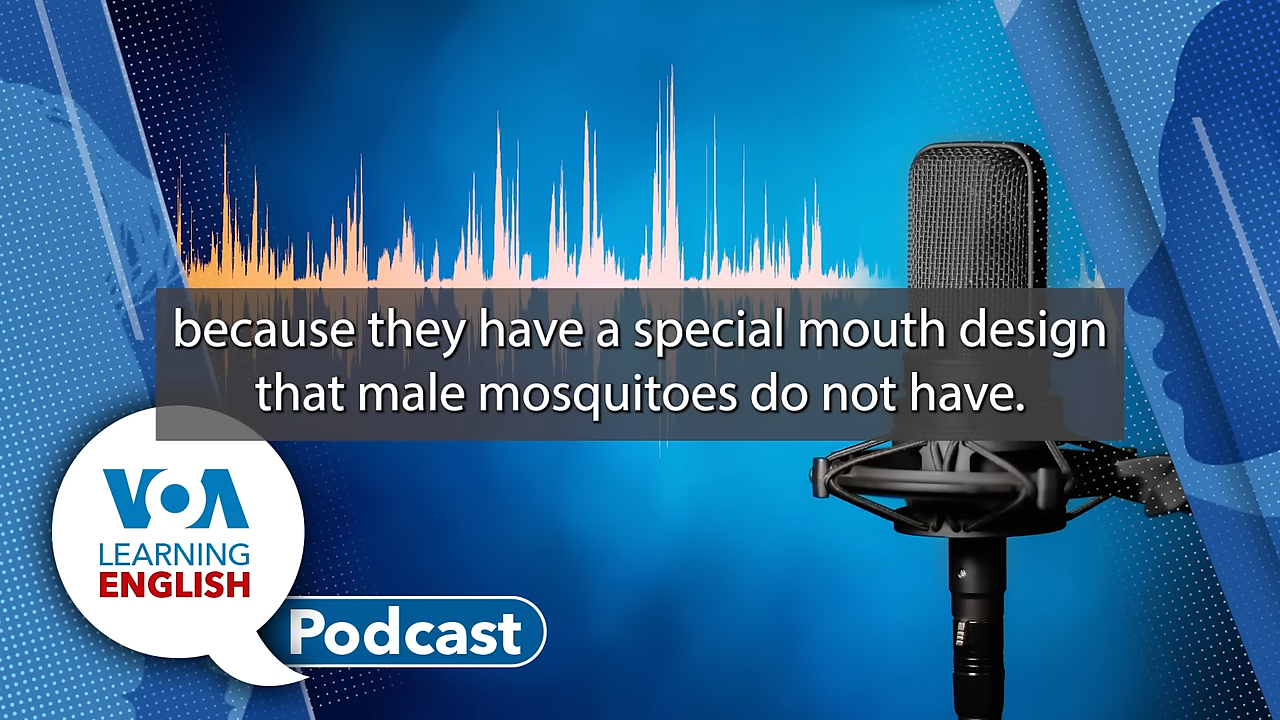 because they have a special mouth design
that male mosquitoes do not have.
VOA
LEARNING
ENGLISH
Podcast